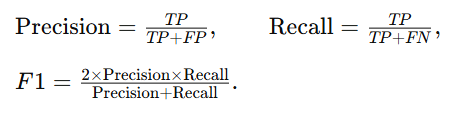 Precision = TP/(TP+FP), Recall = TP/(TP+FN),
F1 = (2×Precision×Recall)/(Precision+Recall).